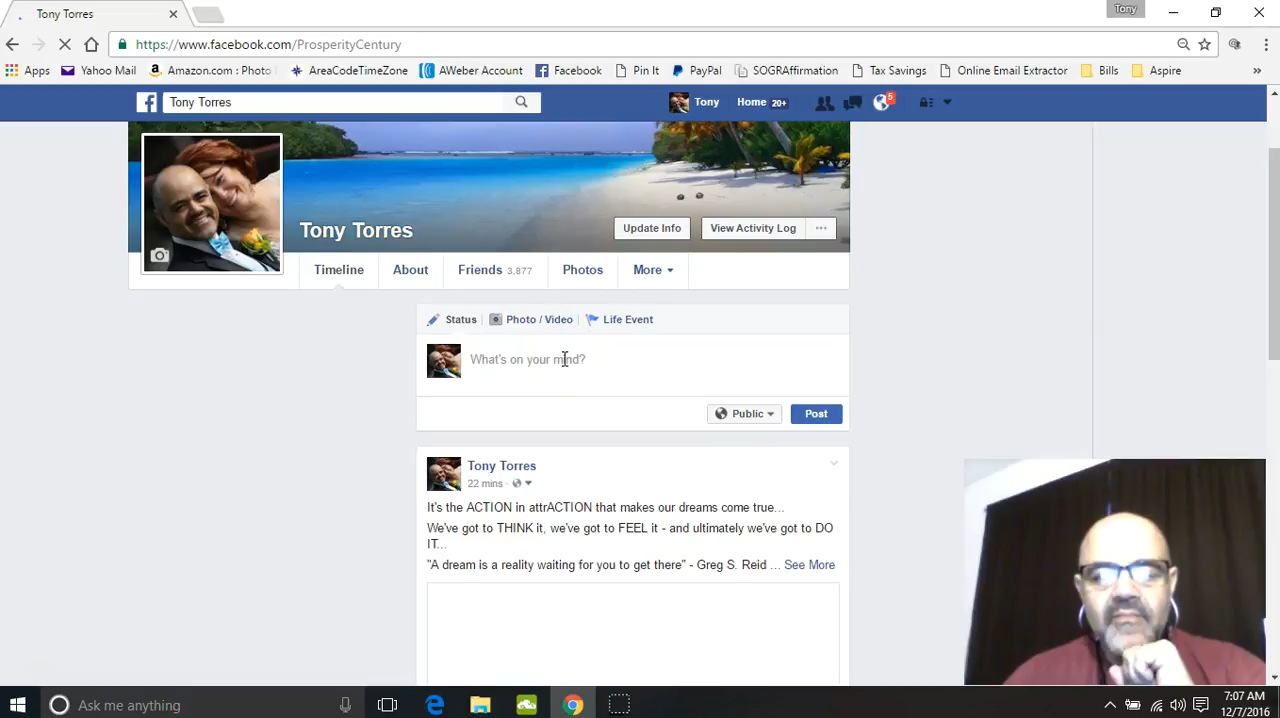 Tony Torres
Tony
https://www.facebook.com/ProsperityCentury
Apps Yahoo Mail Amazon.com : Photo AreaCodeTimeZone AWeber Account Facebook Pin It PayPal SOGRAffirmation Tax Savings Online Email Extractor Bills Aspire »
Tony Torres Tony Home 20+ 5
Tony Torres
Update Info View Activity Log ...
Timeline About Friends 3,877 Photos More
Status Photo / Video Life Event
What's on your mind?
Public Post
Tony Torres
22 mins ·
It's the ACTION in attrACTION that makes our dreams come true...
We've got to THINK it, we've got to FEEL it - and ultimately we've got to DO
IT...
"A dream is a reality waiting for you to get there" - Greg S. Reid ... See More
Ask me anything
7:07 AM
12/7/2016